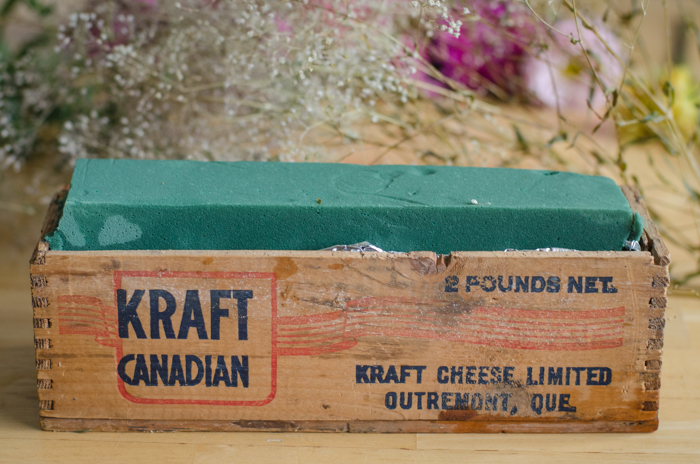 KRAFT
CANADIAN
2 POUNDS NET.
KRAFT CHEESE LIMITED
OUTREMONT, QUE.